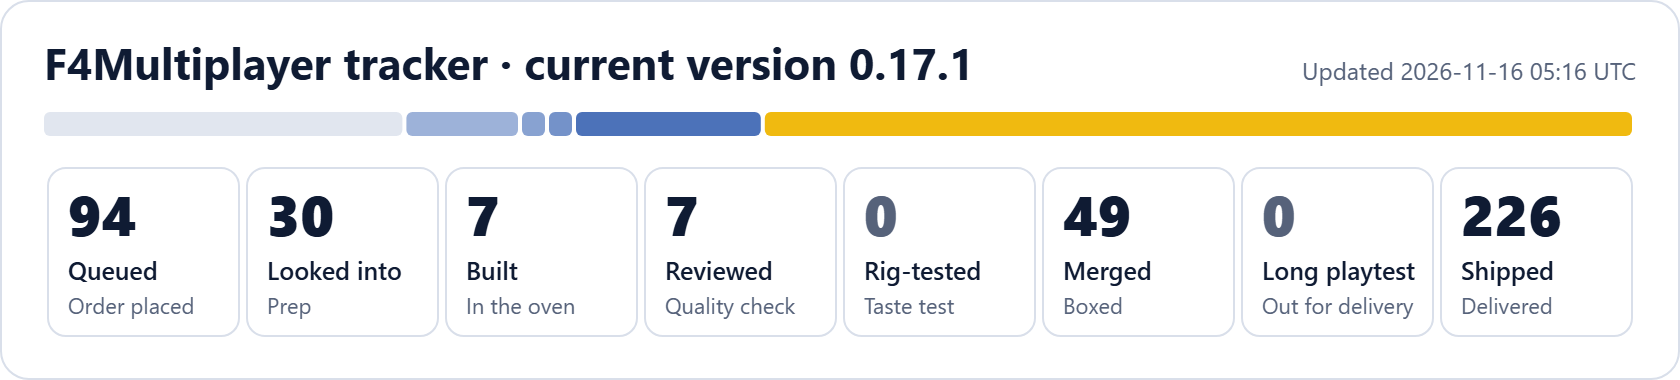 F4Multiplayer tracker · current version 0.17.1
Updated 2026-11-16 05:16 UTC
94
Queued
Order placed
30
Looked into
Prep
7
Built
In the oven
7
Reviewed
Quality check
0
Rig-tested
Taste test
49
Merged
Boxed
0
Long playtest
Out for delivery
226
Shipped
Delivered